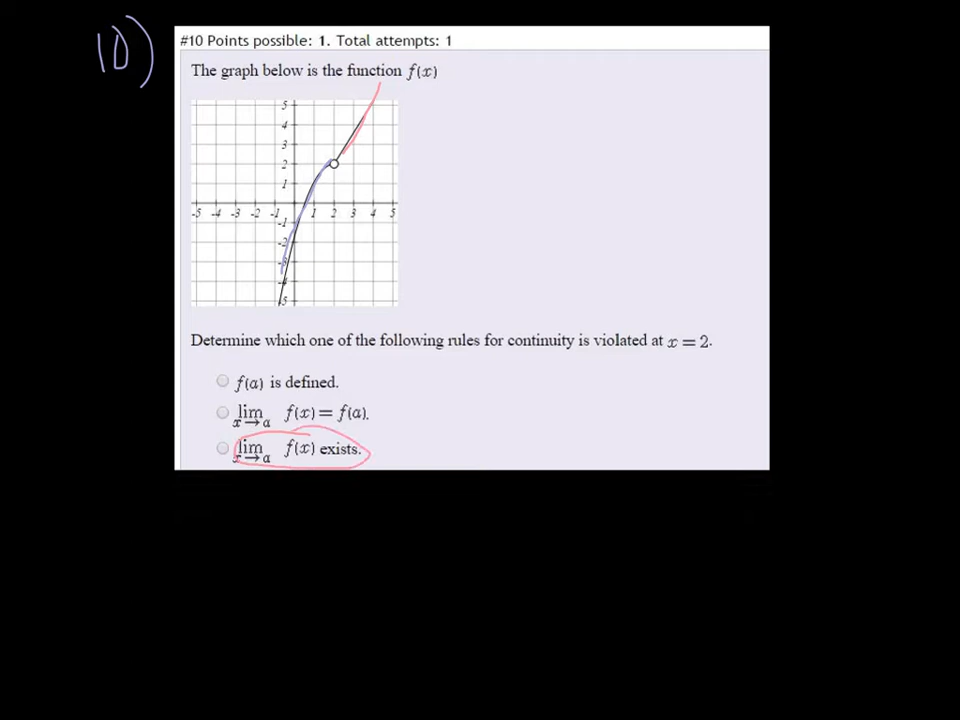 10)
#10 Points possible: 1. Total attempts: 1
The graph below is the function f(x)
5
4
3
2
1
-5 -4 -3 -2 -1 1 2 3 4 5
-1
-2
-3
-4
-5
Determine which one of the following rules for continuity is violated at x = 2.
f(a) is defined.
lim x→a f(x) = f(a).
lim x→a f(x) exists.